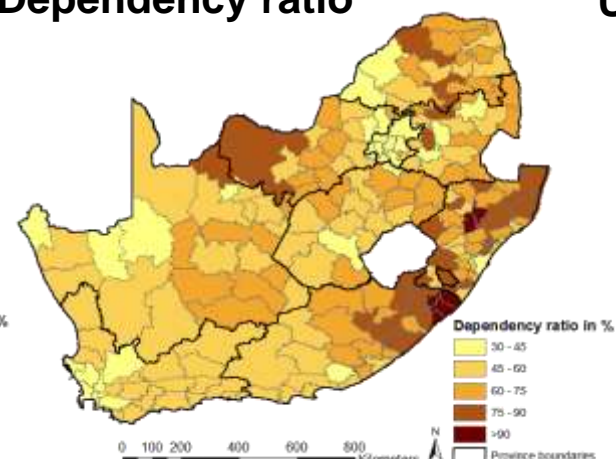 Dependency ratio
%
Dependency ratio in %
30 - 45
45 - 60
60 - 75
75 - 90
>90
Province boundaries
N
0 100 200 400 600 800
Kilometers